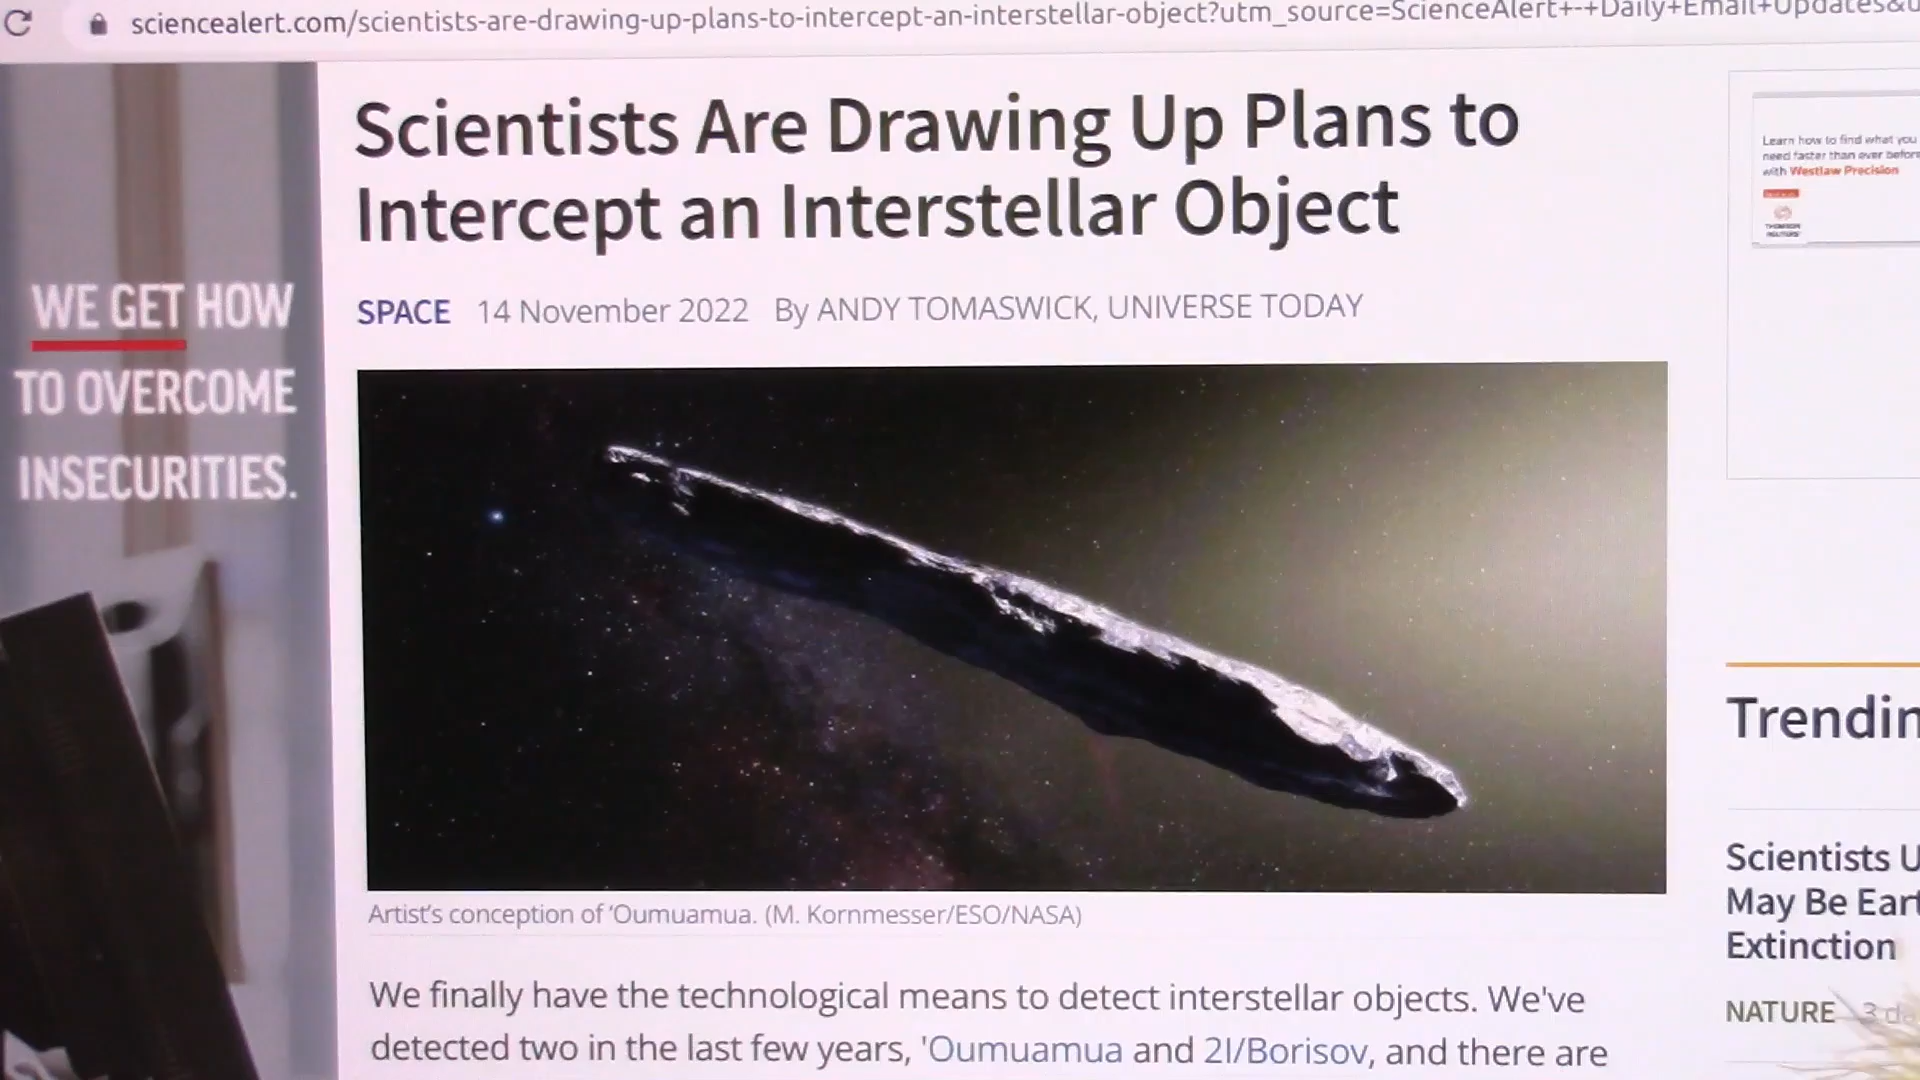 sciencealert.com/scientists-are-drawing-up-plans-to-intercept-an-interstellar-object?utm_source=ScienceAlert+-+Daily+Email+Updates&u
Scientists Are Drawing Up Plans to
Intercept an Interstellar Object
SPACE 14 November 2022 By ANDY TOMASWICK, UNIVERSE TODAY
WE GET HOW
TO OVERCOME
INSECURITIES.
Artist's conception of 'Oumuamua. (M. Kornmesser/ESO/NASA)
We finally have the technological means to detect interstellar objects. We've
detected two in the last few years, 'Oumuamua and 2I/Borisov, and there are
Learn how to find what you
need faster than ever before
with Westlaw Precision
THOMSON
REUTERS
Trendin
Scientists U
May Be Eart
Extinction
NATURE 3 da